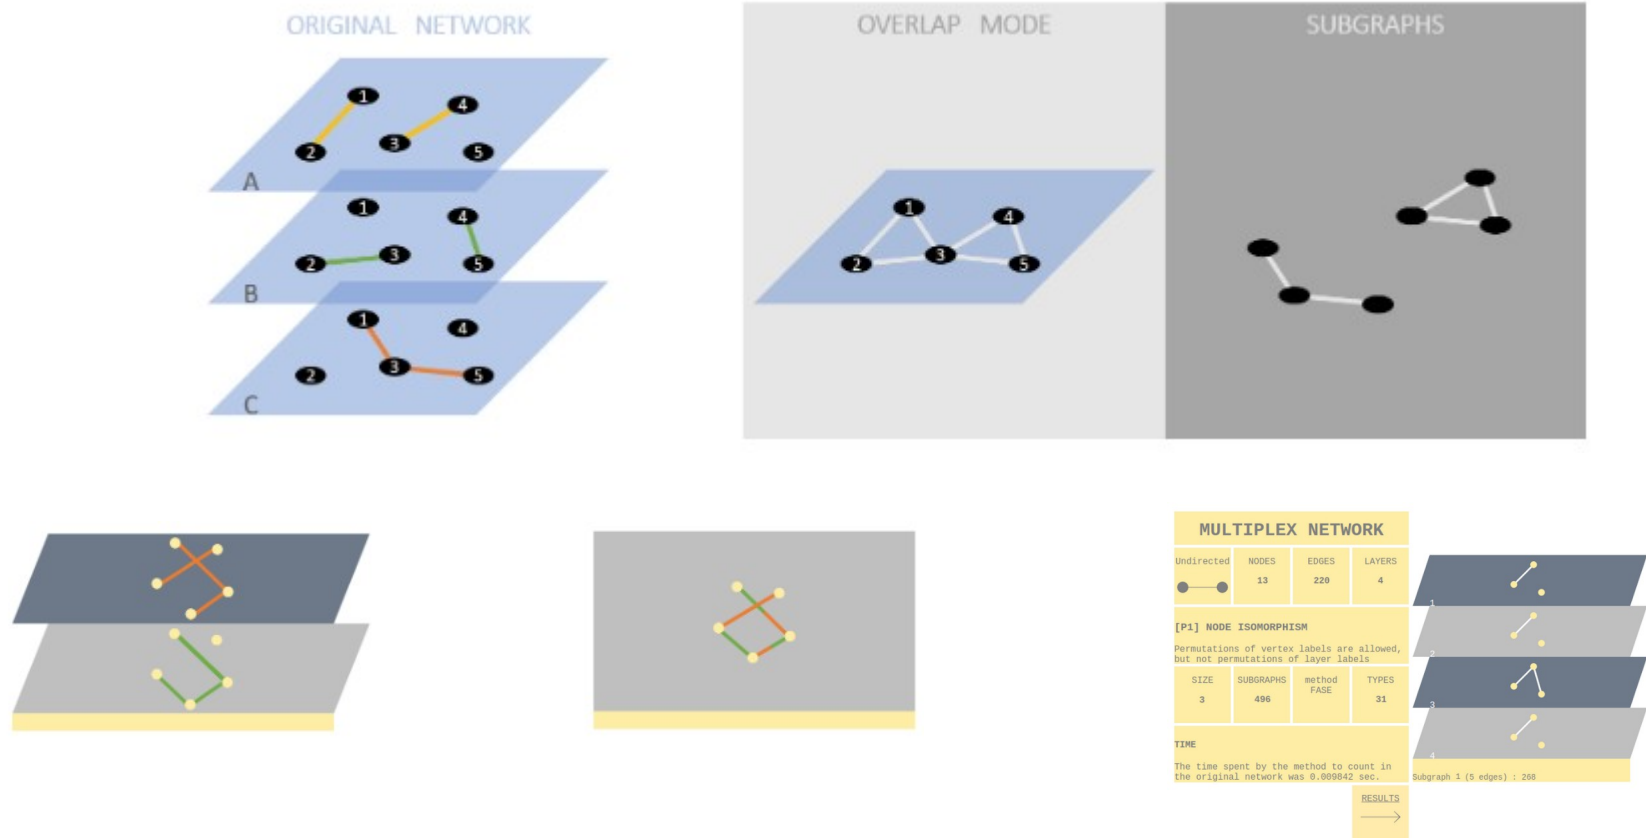 ORIGINAL NETWORK
OVERLAP MODE
SUBGRAPHS
1
4
2
3
5
A
1
4
2
3
5
B
1
4
2
3
5
C
1
4
2
3
5
MULTIPLEX NETWORK
Undirected
NODES
13
EDGES
220
LAYERS
4
[P1] NODE ISOMORPHISM
Permutations of vertex labels are allowed,
but not permutations of layer labels
SIZE
3
SUBGRAPHS
496
method
FASE
TYPES
31
TIME
The time spent by the method to count in
the original network was 0.009842 sec.
RESULTS
1
2
3
4
Subgraph 1 (5 edges) : 268